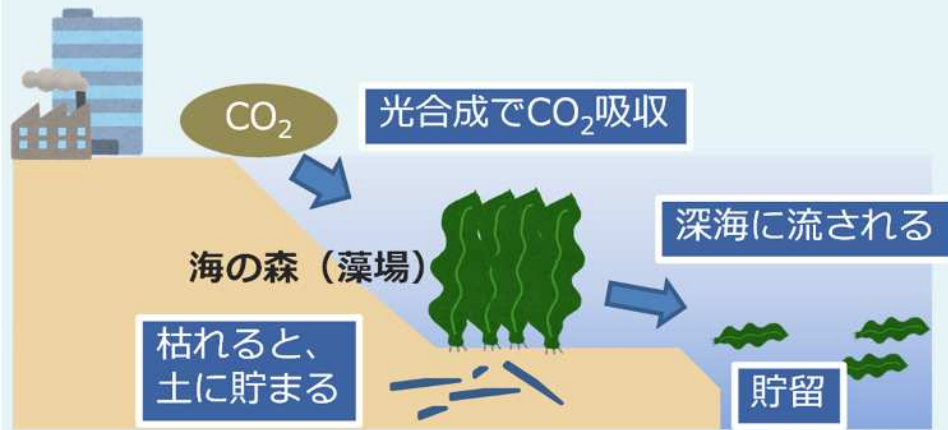 CO₂
光合成でCO₂吸収
深海に流される
海の森（藻場）
枯れると、
土に貯まる
貯留